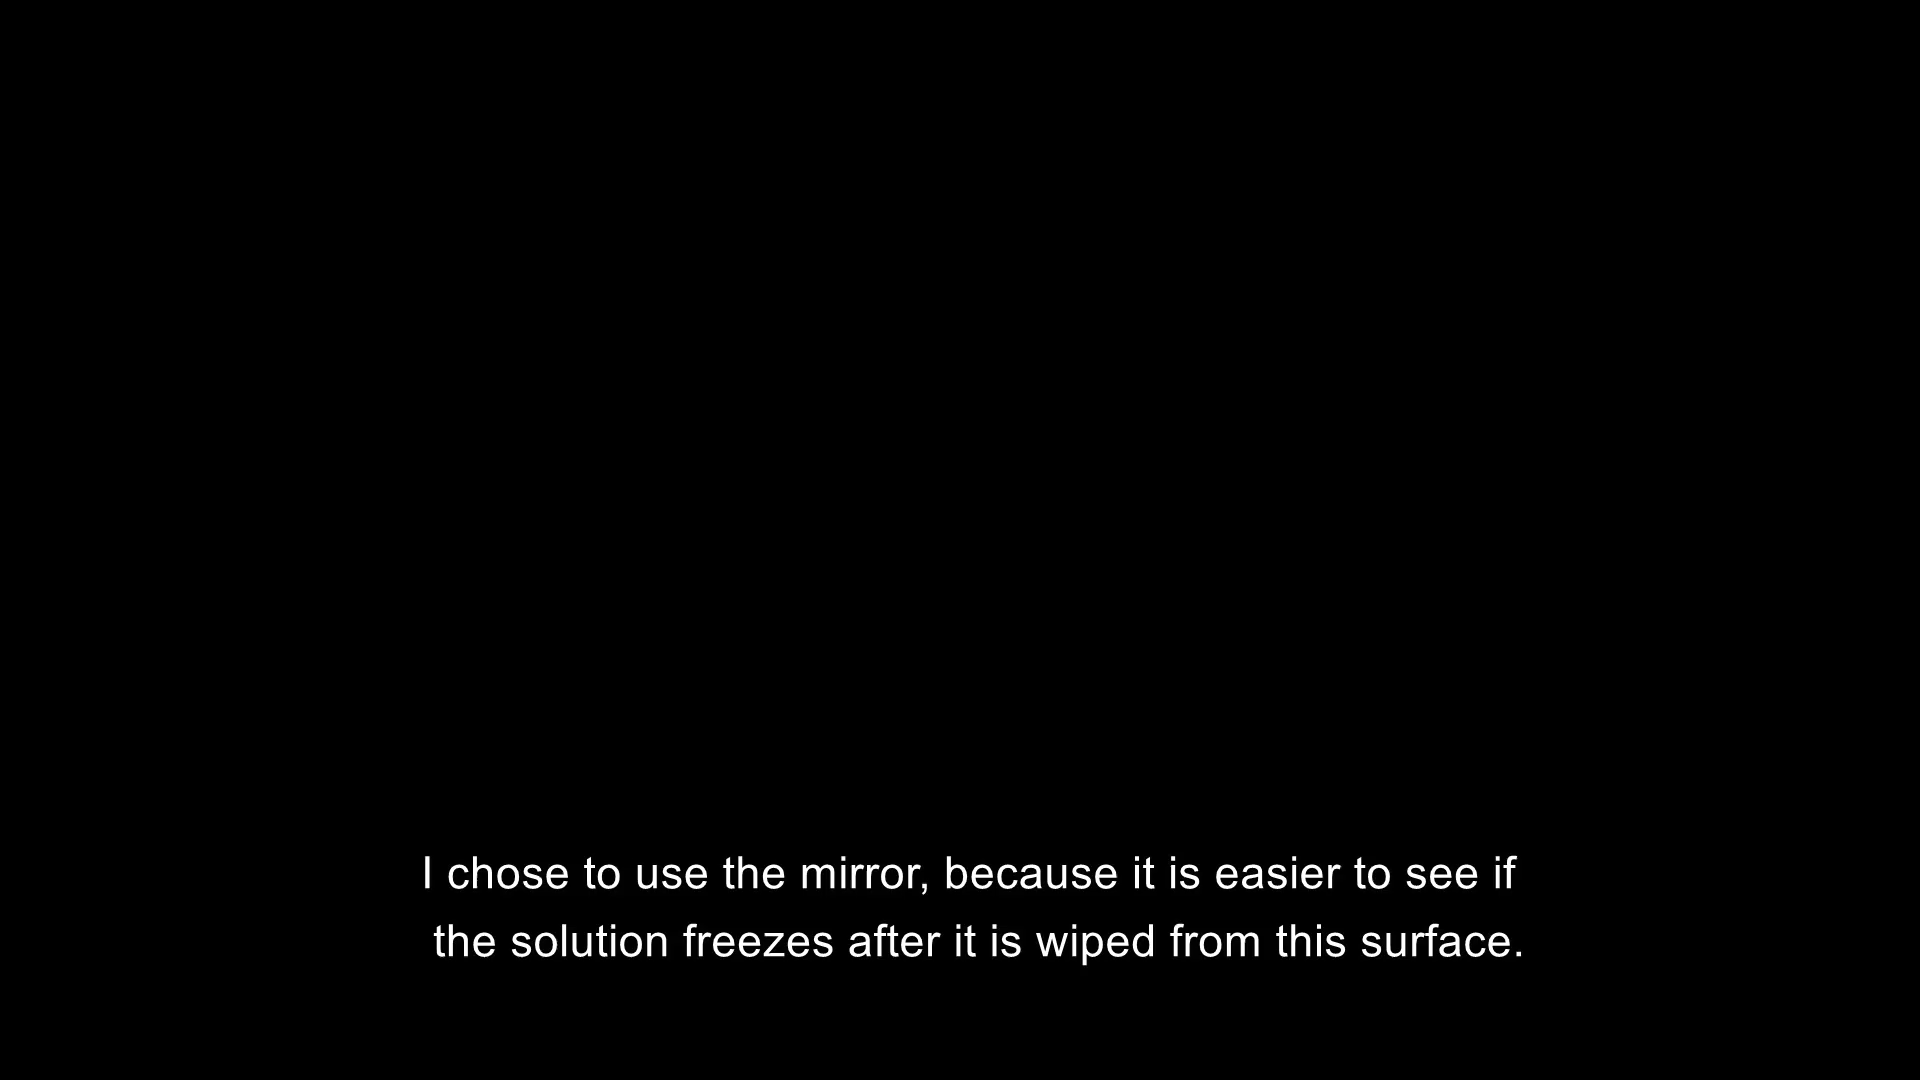 I chose to use the mirror, because it is easier to see if
the solution freezes after it is wiped from this surface.